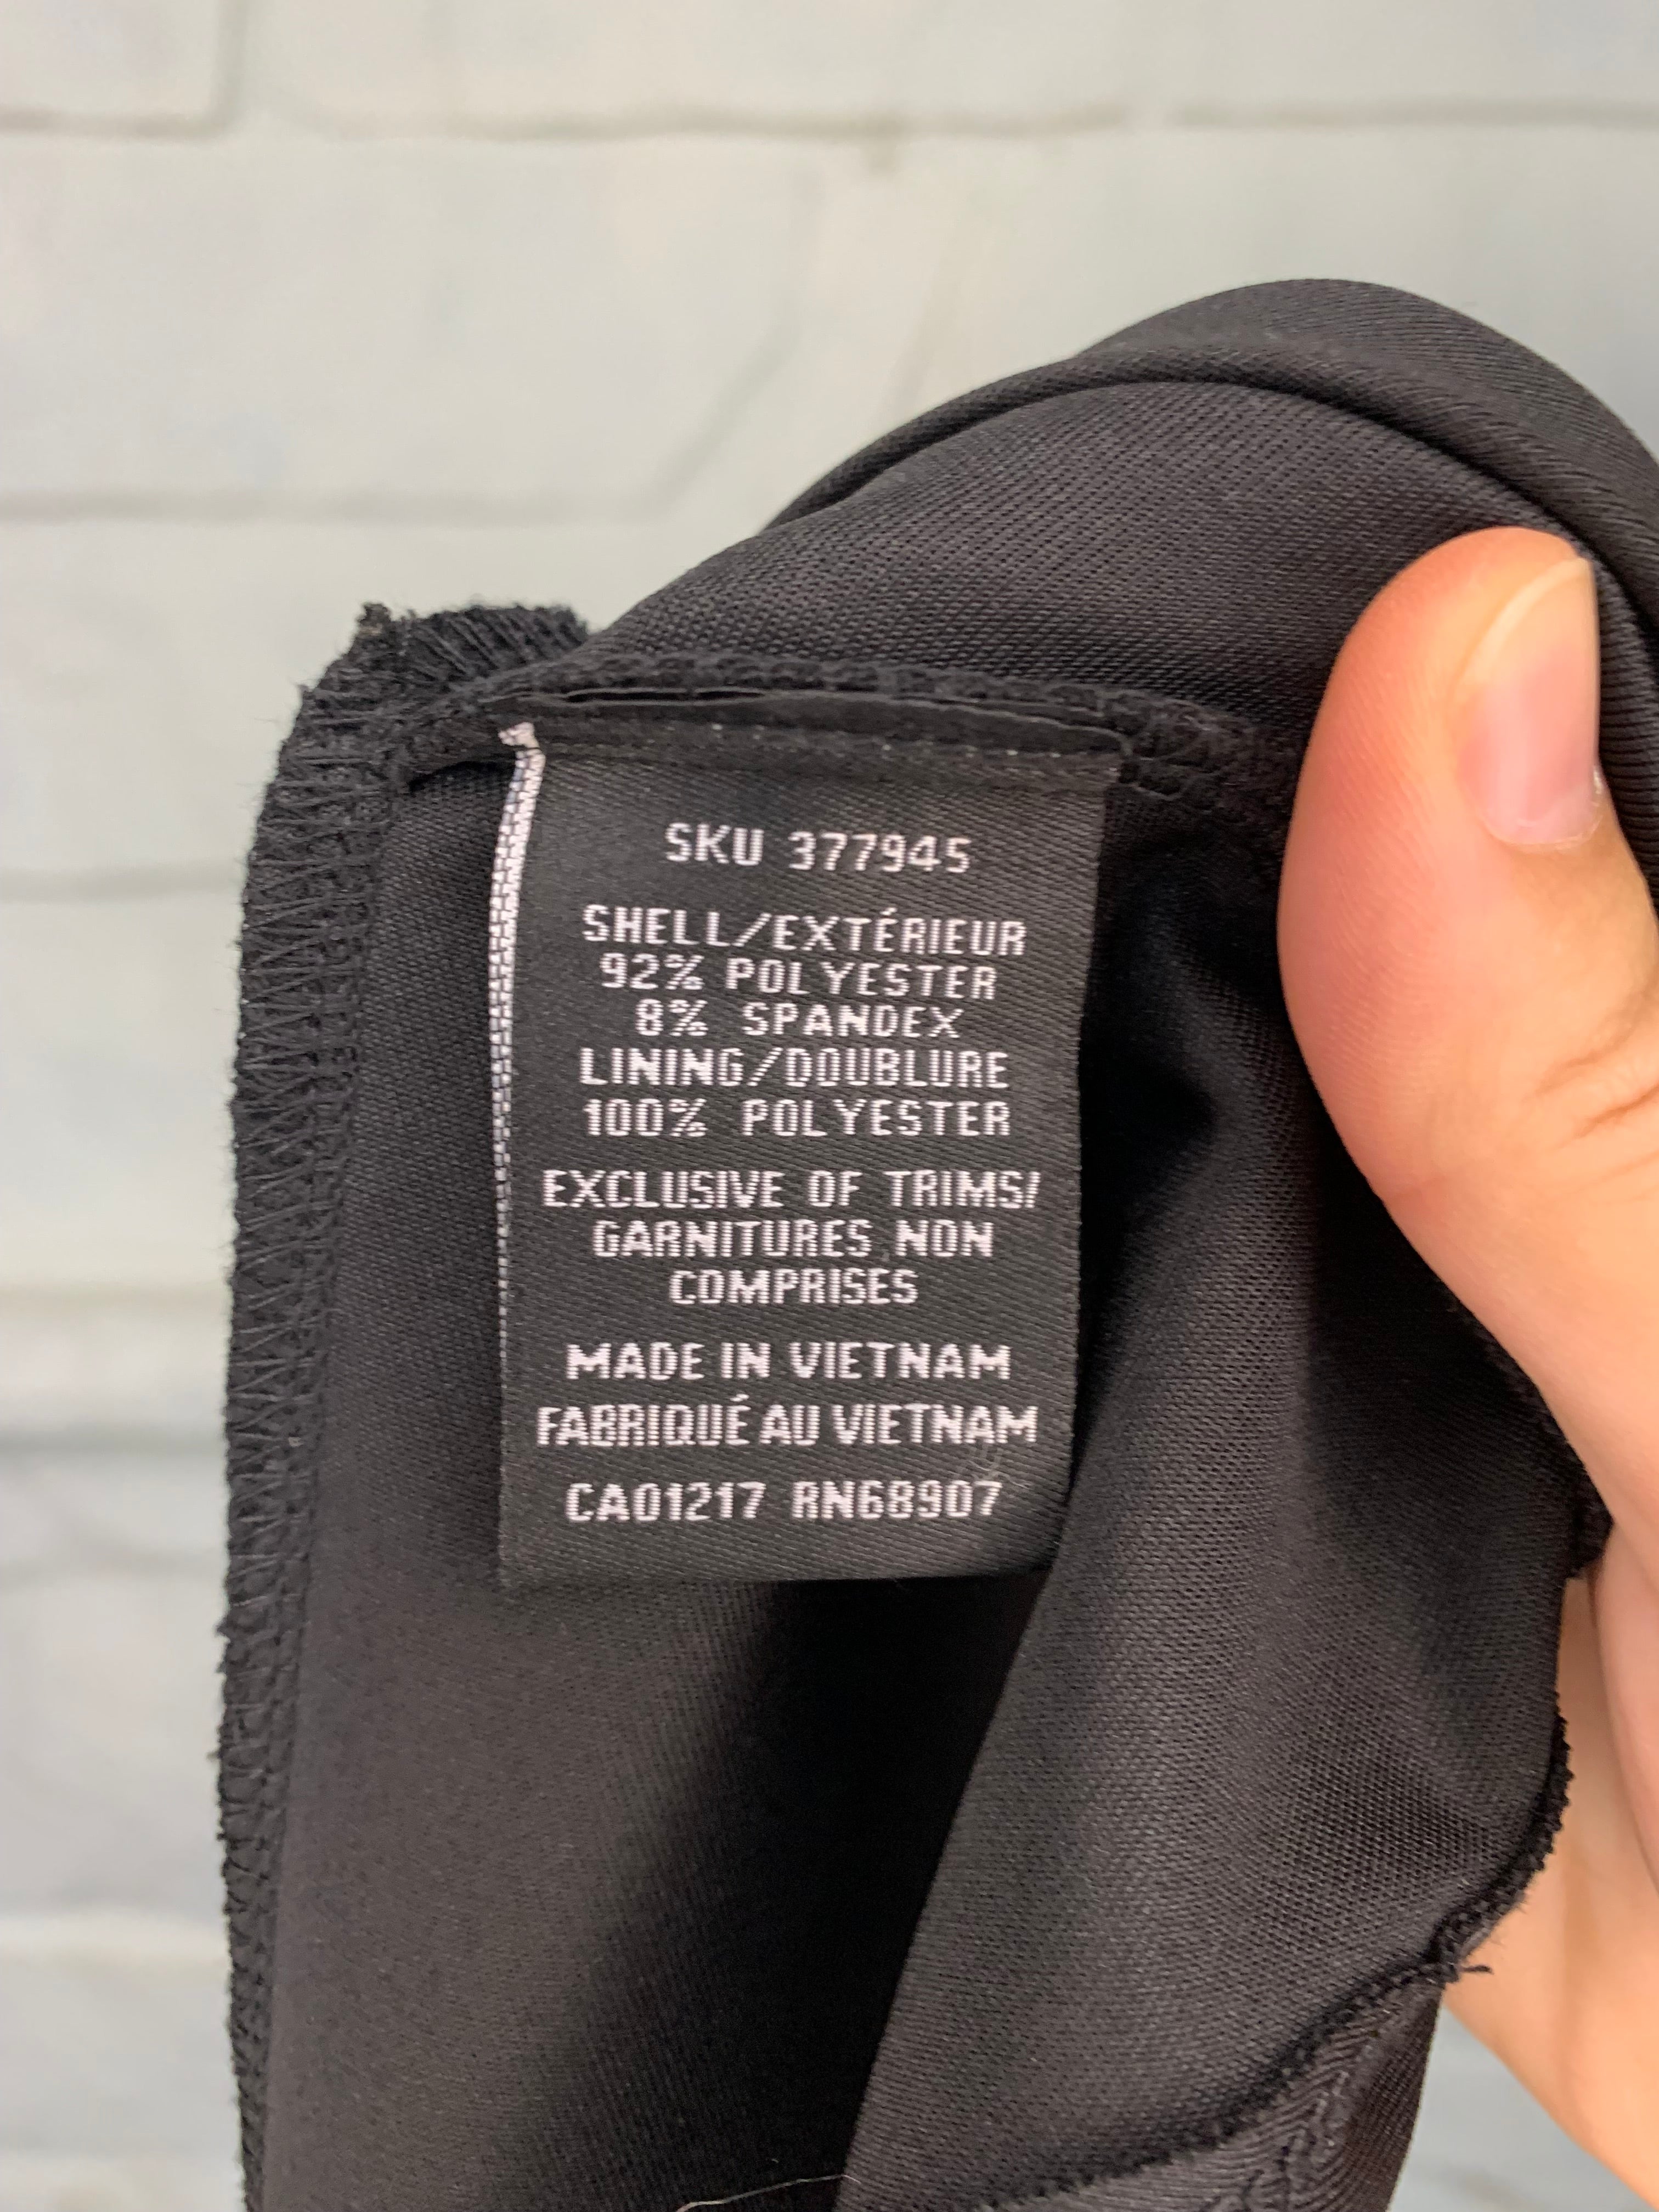 SKU 377945
SHELL/EXTÉRIEUR
92% POLYESTER
8% SPANDEX
LINING/DOUBLURE
100% POLYESTER
EXCLUSIVE OF TRIMS/
GARNITURES NON
COMPRISES
MADE IN VIETNAM
FABRIQUÉ AU VIETNAM
CA01217 RN68907